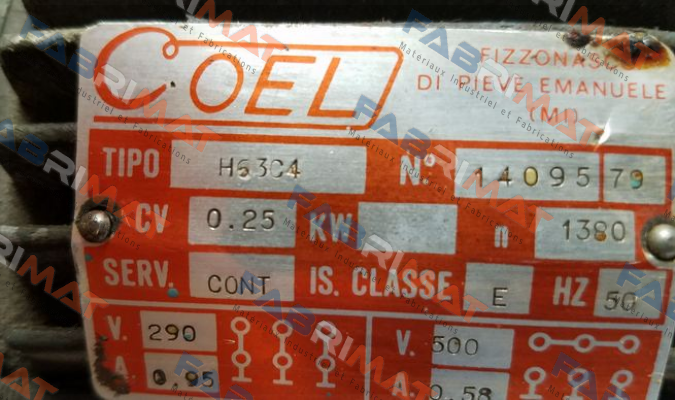 COEL
FIZZONASCO
DI PIEVE EMANUELE
(MI)
TIPO H63C4 N° 14095 79
CV 0.25 KW n 1380
SERV. CONT IS. CLASSE E HZ 50
V. 290 V. 500
A 0.95 A. 0.58
FABRIMAT
Matériaux Industriel et Fabrications